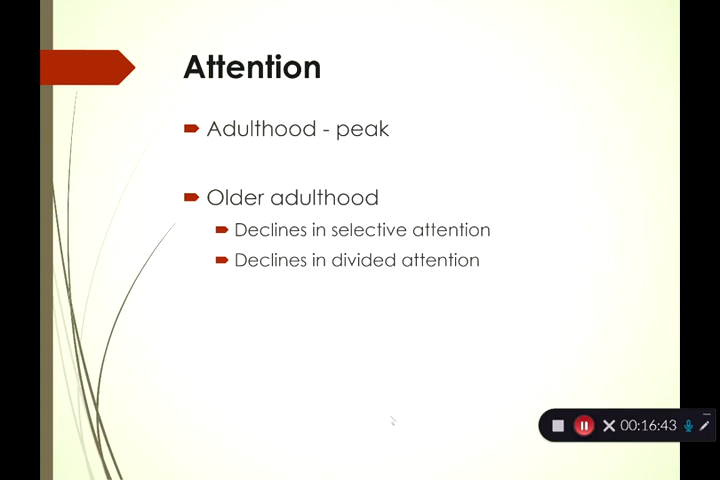 Attention
Adulthood - peak
Older adulthood
Declines in selective attention
Declines in divided attention
00:16:43